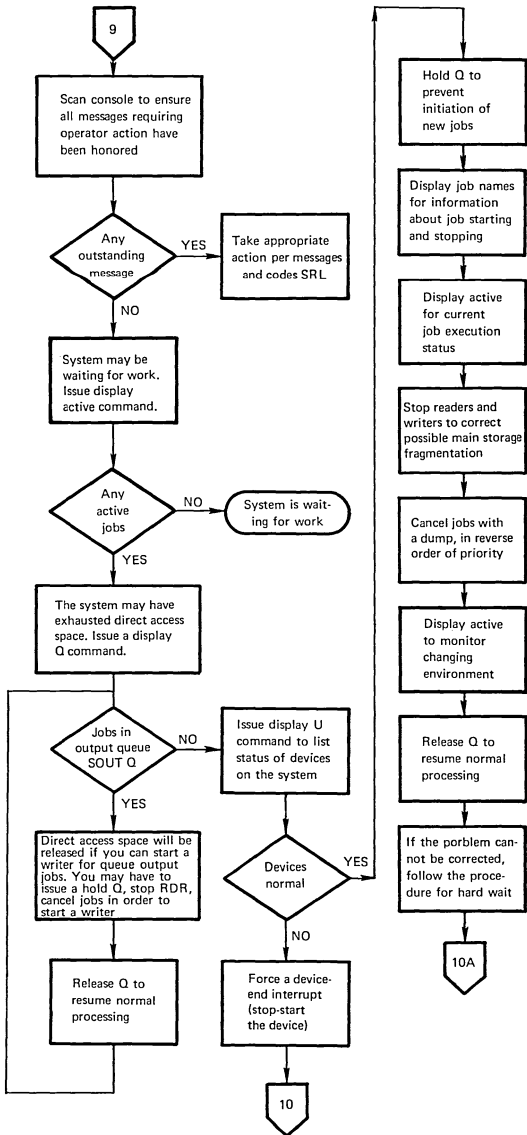 9
Scan console to ensure
all messages requiring
operator action have
been honored
Any
outstanding
message
YES
Take appropriate
action per messages
and codes SRL
NO
System may be
waiting for work.
Issue display
active command.
Any
active
jobs
NO
System is wait-
ing for work
YES
The system may have
exhausted direct access
space. Issue a display
Q command.
Jobs in
output queue
SOUT Q
NO
Issue display U
command to list
status of devices
on the system
YES
Direct access space will be
released if you can start a
writer for queue output
jobs. You may have to
issue a hold Q, stop RDR,
cancel jobs in order to
start a writer
Release Q to
resume normal
processing
Devices
normal
YES
NO
Force a device-
end interrupt
(stop-start
the device)
10
Hold Q to
prevent
initiation of
new jobs
Display job names
for information
about job starting
and stopping
Display active
for current
job execution
status
Stop readers and
writers to correct
possible main storage
fragmentation
Cancel jobs with
a dump, in reverse
order of priority
Display active
to monitor
changing
environment
Release Q to
resume normal
processing
If the porblem can-
not be corrected,
follow the proce-
dure for hard wait
10A